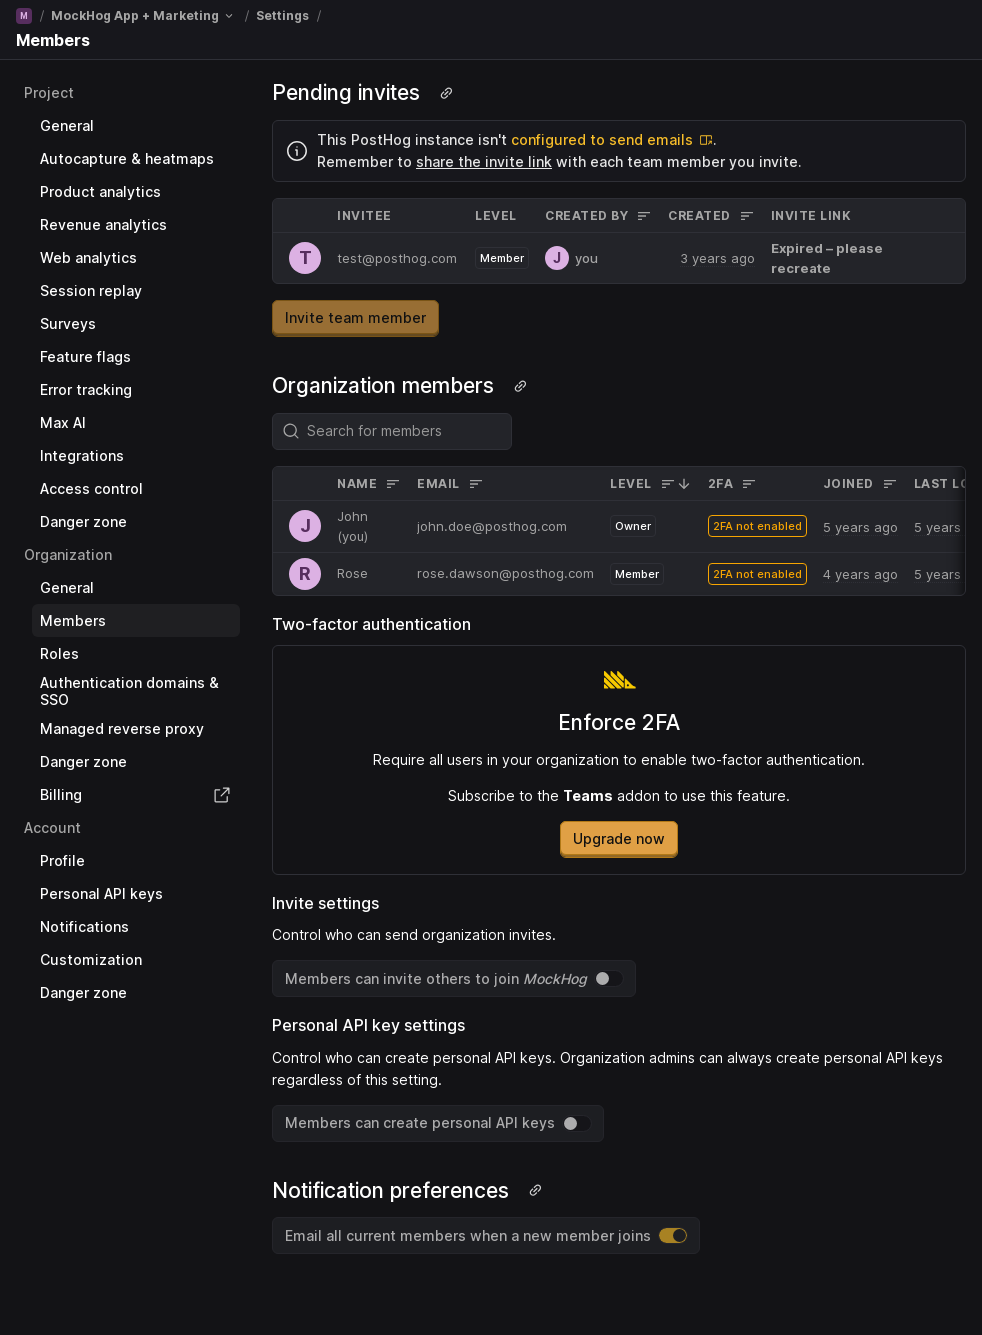 M / MockHog App + Marketing / Settings /
Members
Project
General
Autocapture & heatmaps
Product analytics
Revenue analytics
Web analytics
Session replay
Surveys
Feature flags
Error tracking
Max AI
Integrations
Access control
Danger zone
Organization
General
Members
Roles
Authentication domains &
SSO
Managed reverse proxy
Danger zone
Billing
Account
Profile
Personal API keys
Notifications
Customization
Danger zone
Pending invites
This PostHog instance isn't configured to send emails.
Remember to share the invite link with each team member you invite.
INVITEE LEVEL CREATED BY CREATED INVITE LINK
T test@posthog.com Member J you 3 years ago Expired – please
recreate
Invite team member
Organization members
Search for members
NAME EMAIL LEVEL 2FA JOINED LAST LO
J John
(you) john.doe@posthog.com Owner 2FA not enabled 5 years ago 5 years
R Rose rose.dawson@posthog.com Member 2FA not enabled 4 years ago 5 years
Two-factor authentication
Enforce 2FA
Require all users in your organization to enable two-factor authentication.
Subscribe to the Teams addon to use this feature.
Upgrade now
Invite settings
Control who can send organization invites.
Members can invite others to join MockHog
Personal API key settings
Control who can create personal API keys. Organization admins can always create personal API keys
regardless of this setting.
Members can create personal API keys
Notification preferences
Email all current members when a new member joins